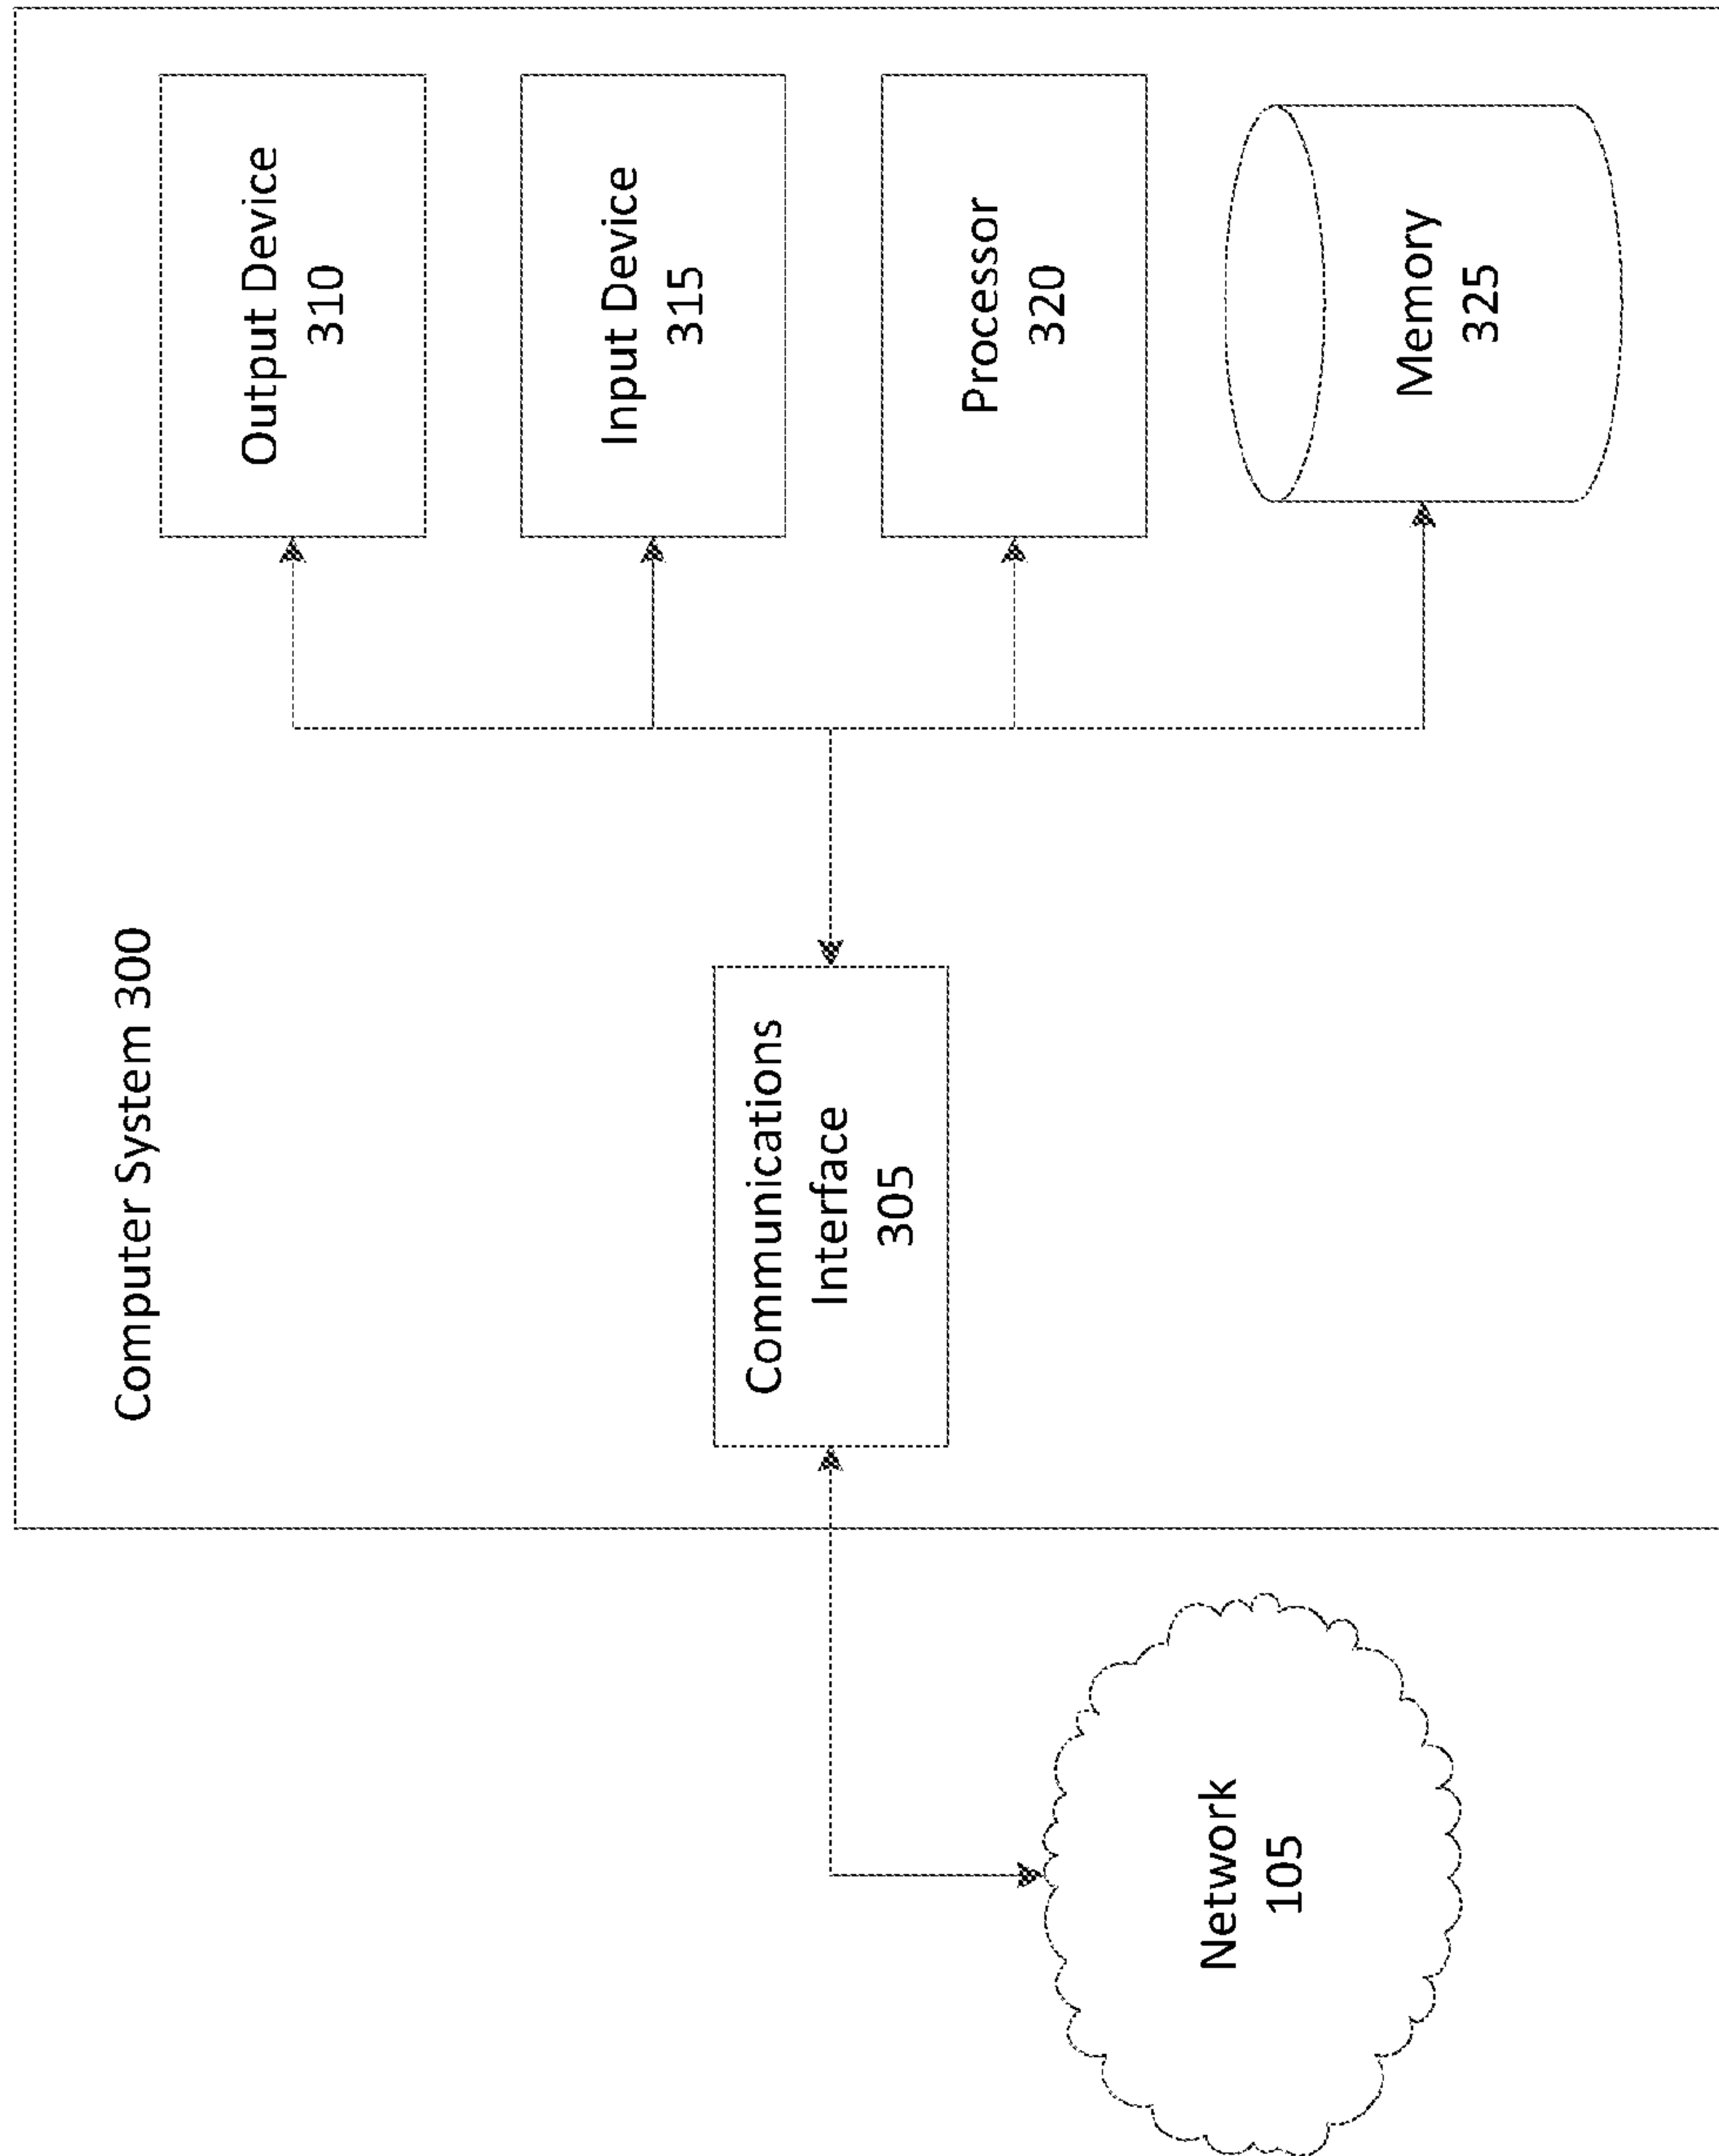 Computer System 300
Output Device
310
Input Device
315
Processor
320
Memory
325
Communications
Interface
305
Network
105